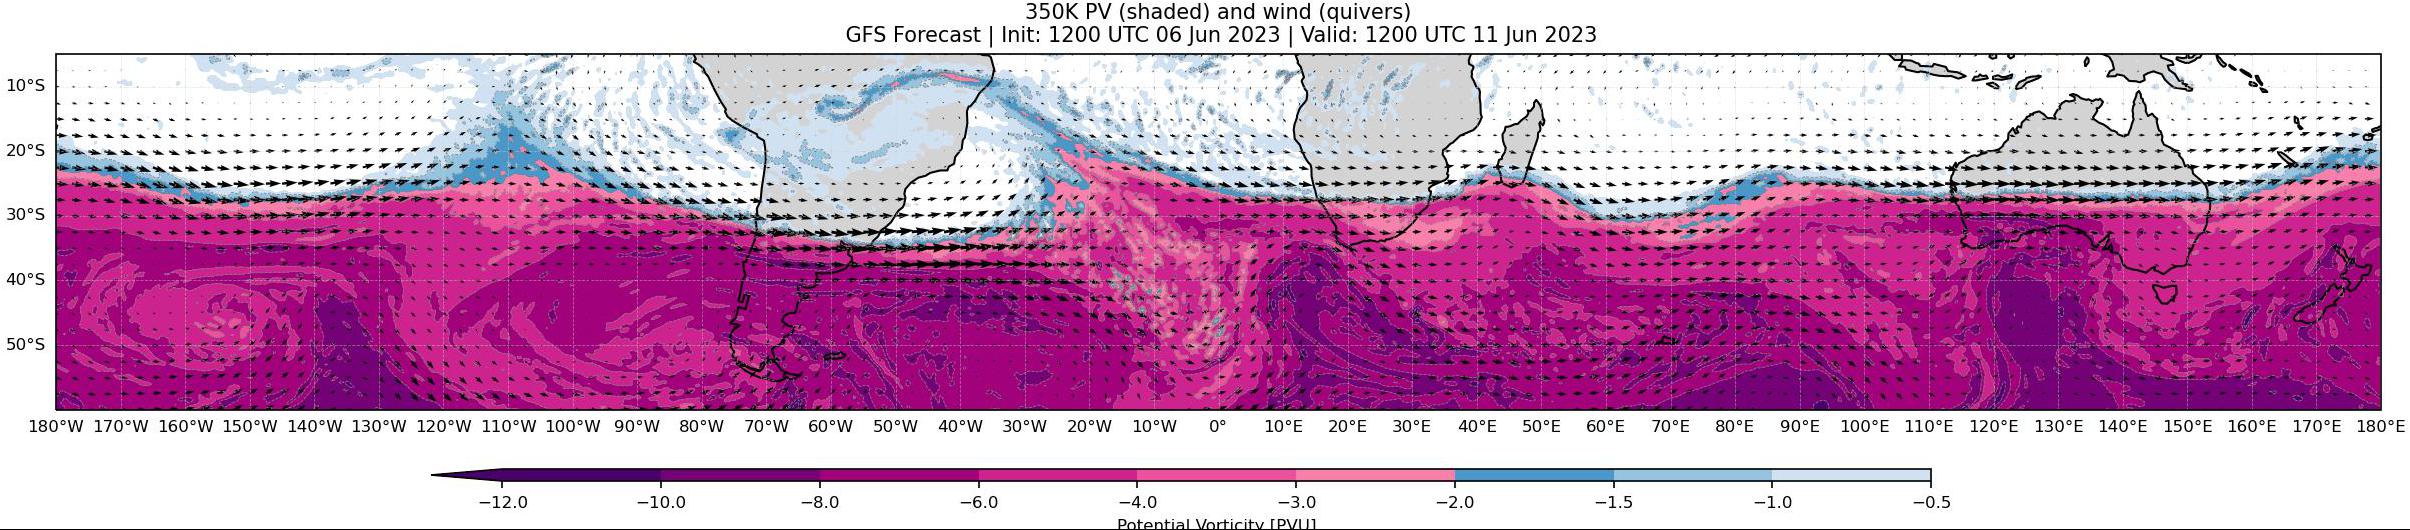 350K PV (shaded) and wind (quivers)
GFS Forecast | Init: 1200 UTC 06 Jun 2023 | Valid: 1200 UTC 11 Jun 2023
10°S
20°S
30°S
40°S
50°S
180°W 170°W 160°W 150°W 140°W 130°W 120°W 110°W 100°W 90°W 80°W 70°W 60°W 50°W 40°W 30°W 20°W 10°W 0° 10°E 20°E 30°E 40°E 50°E 60°E 70°E 80°E 90°E 100°E 110°E 120°E 130°E 140°E 150°E 160°E 170°E 180°E
−12.0 −10.0 −8.0 −6.0 −4.0 −3.0 −2.0 −1.5 −1.0 −0.5
Potential Vorticity [PVU]